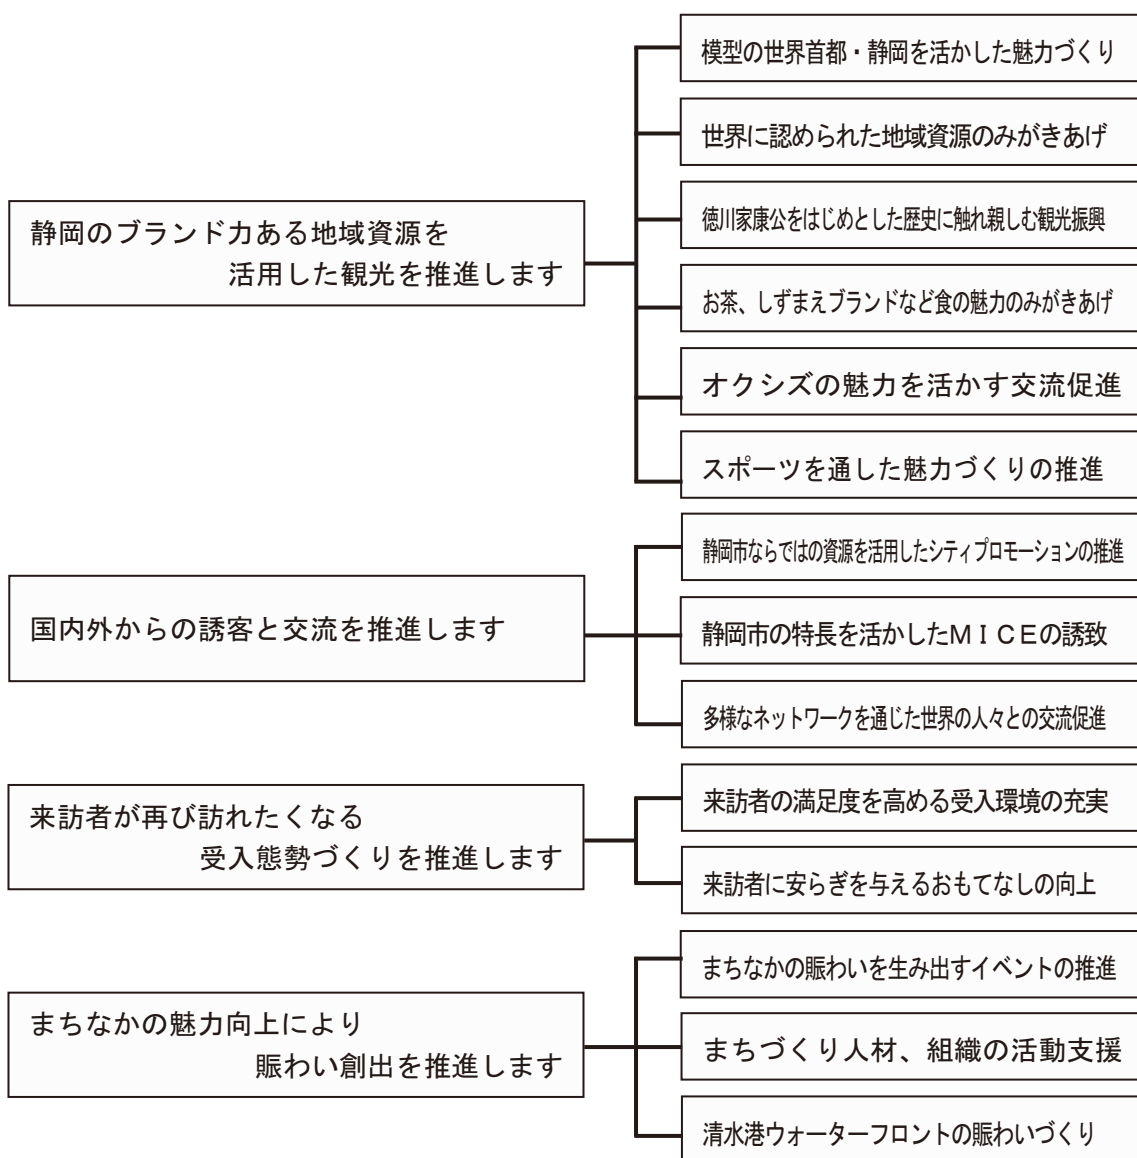 静岡のブランド力ある地域資源を
活用した観光を推進します
模型の世界首都・静岡を活かした魅力づくり
世界に認められた地域資源のみがきあげ
徳川家康公をはじめとした歴史に触れ親しむ観光振興
お茶、しずまえブランドなど食の魅力のみがきあげ
オクシズの魅力を活かす交流促進
スポーツを通した魅力づくりの推進
国内外からの誘客と交流を推進します
静岡市ならではの資源を活用したシティプロモーションの推進
静岡市の特長を活かしたMICEの誘致
多様なネットワークを通じた世界の人々との交流促進
来訪者が再び訪れたくなる
受入態勢づくりを推進します
来訪者の満足度を高める受入環境の充実
来訪者に安らぎを与えるおもてなしの向上
まちなかの魅力向上により
賑わい創出を推進します
まちなかの賑わいを生み出すイベントの推進
まちづくり人材、組織の活動支援
清水港ウォーターフロントの賑わいづくり